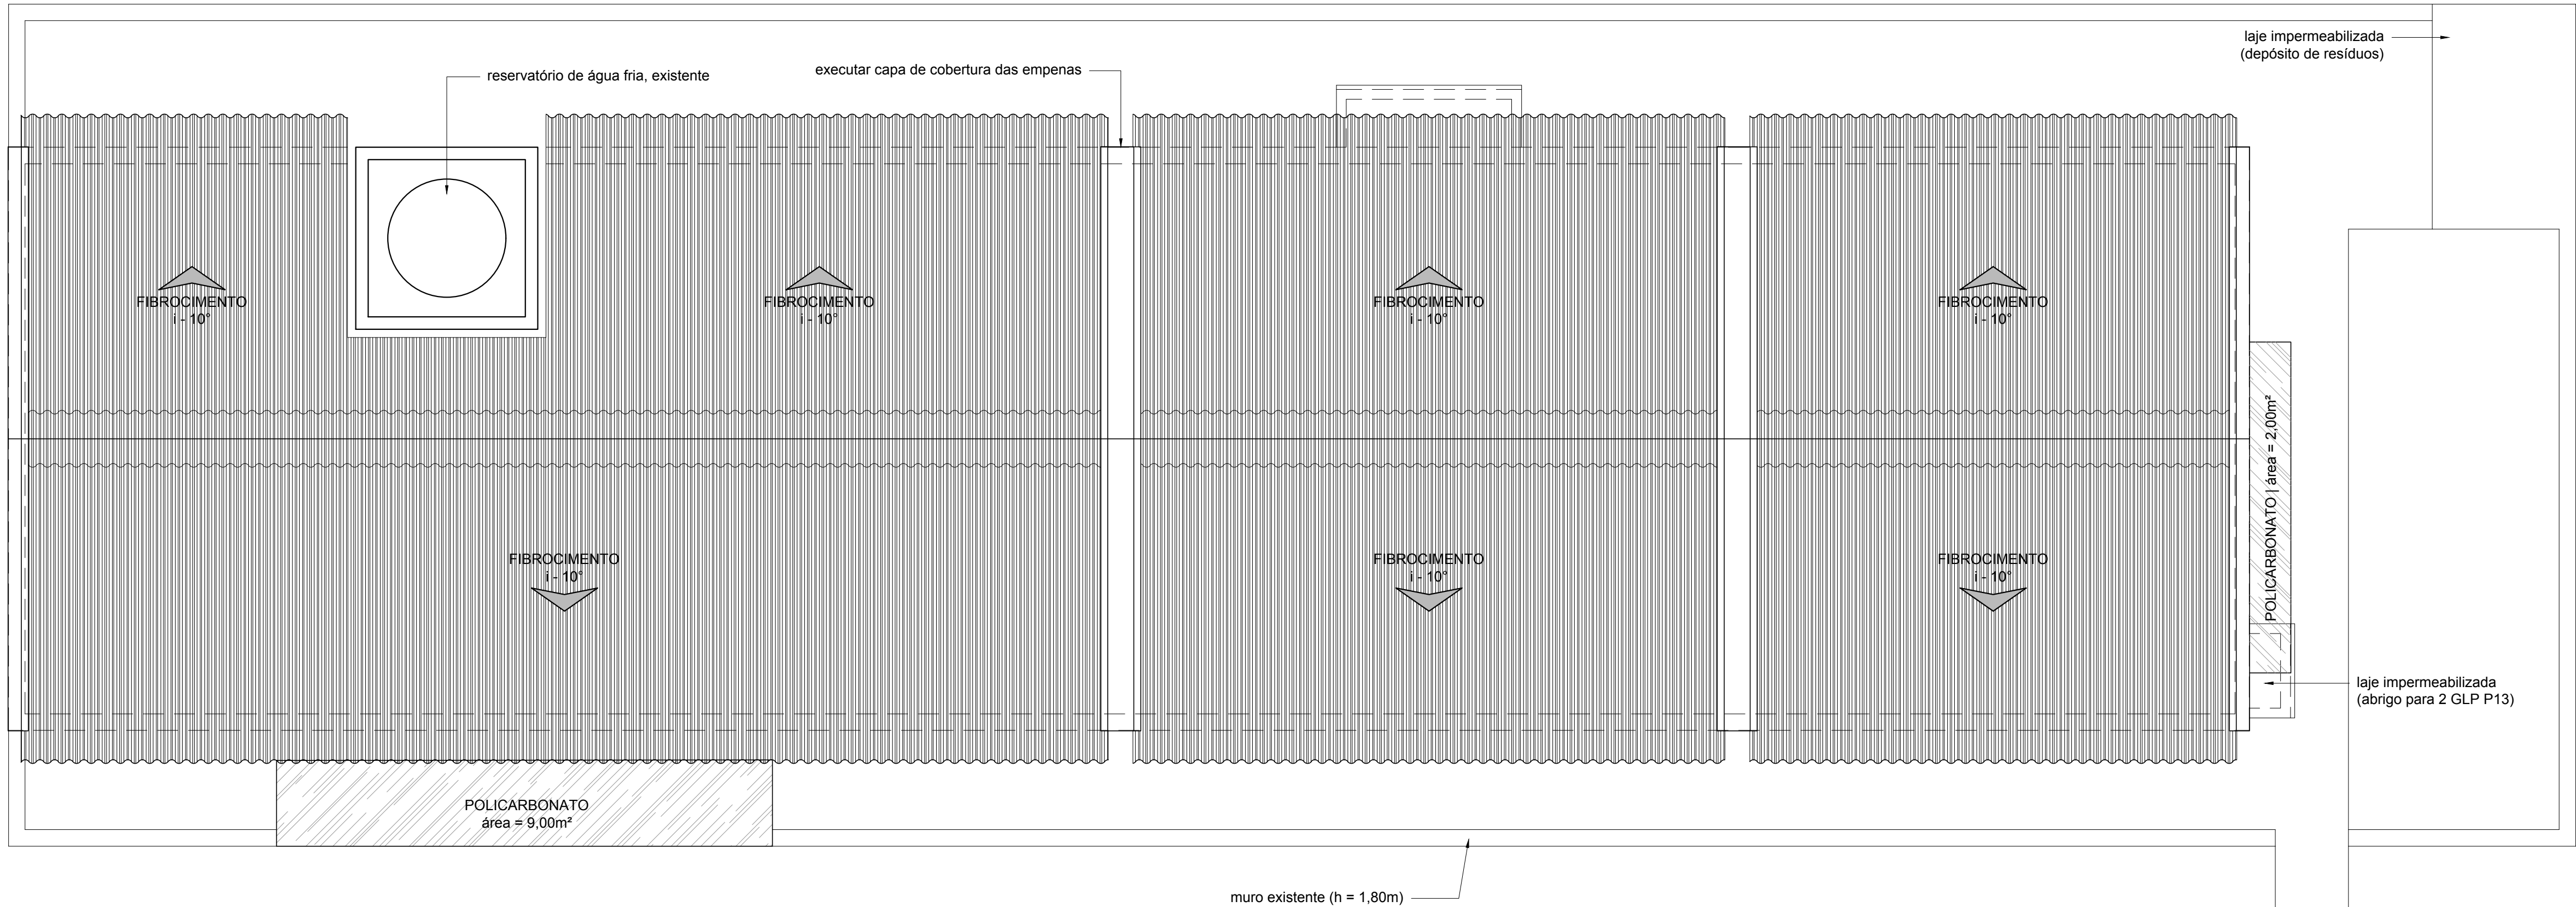 laje impermeabilizada
(depósito de resíduos)
reservatório de água fria, existente
executar capa de cobertura das empenas
FIBROCIMENTO
i - 10°
FIBROCIMENTO
i - 10°
FIBROCIMENTO
i - 10°
FIBROCIMENTO
i - 10°
POLICARBONATO | área = 2,00m²
FIBROCIMENTO
i - 10°
FIBROCIMENTO
i - 10°
FIBROCIMENTO
i - 10°
laje impermeabilizada
(abrigo para 2 GLP P13)
POLICARBONATO
área = 9,00m²
muro existente (h = 1,80m)